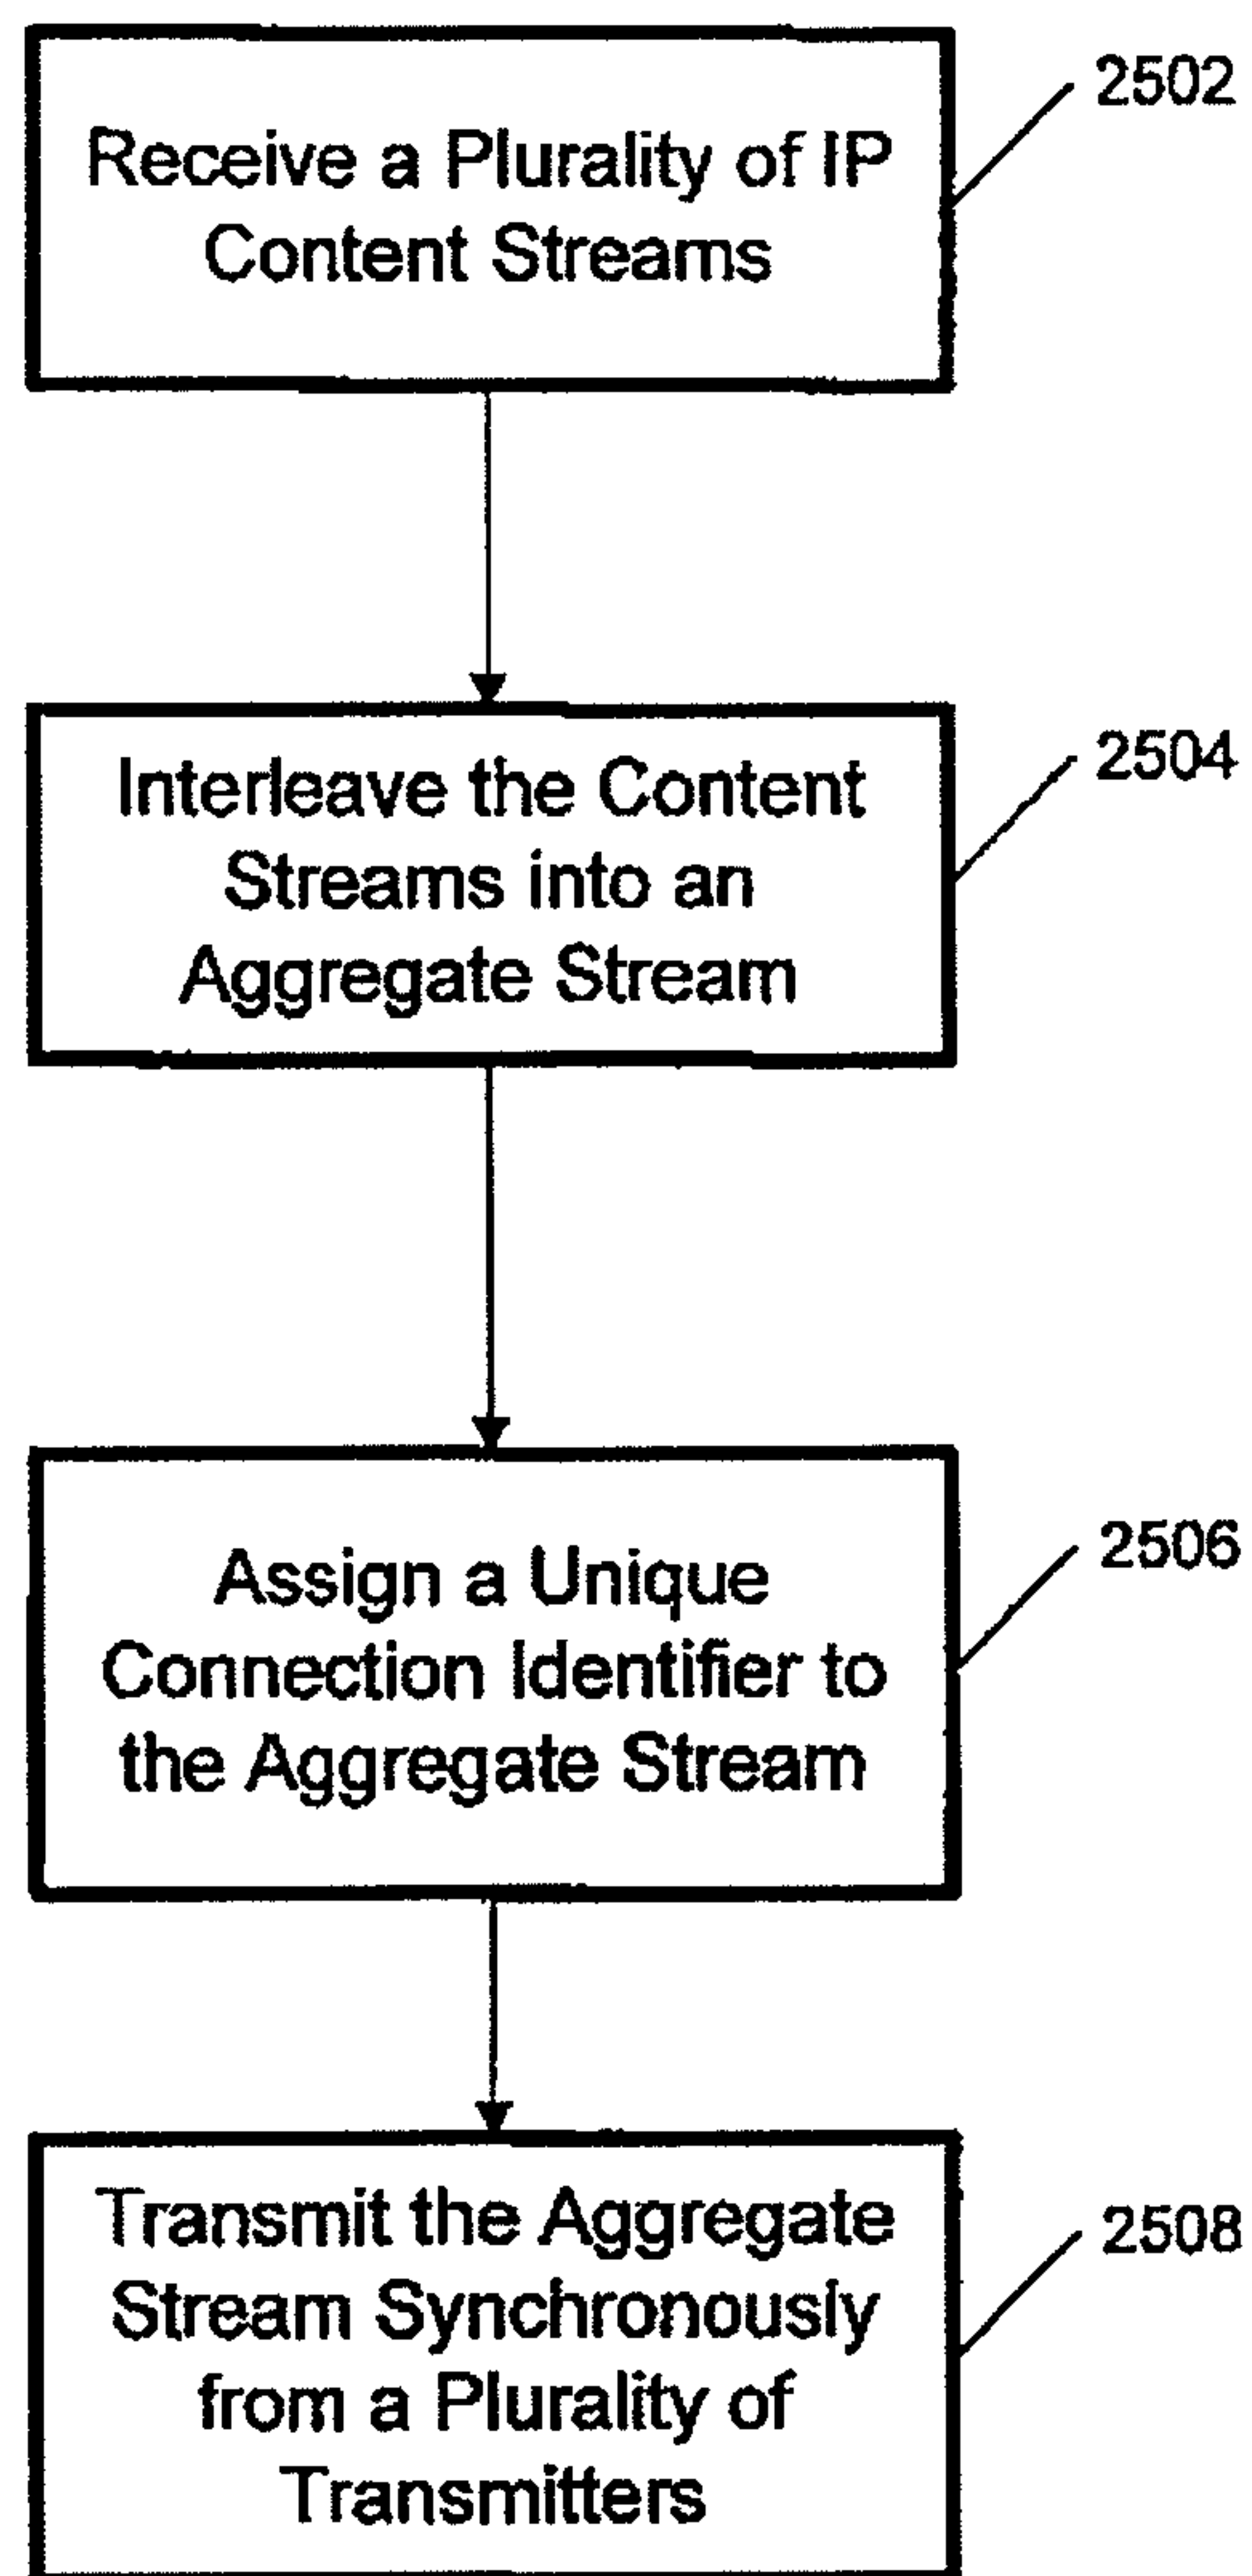 2502
Receive a Plurality of IP
Content Streams
2504
Interleave the Content
Streams into an
Aggregate Stream
2506
Assign a Unique
Connection Identifier to
the Aggregate Stream
2508
Transmit the Aggregate
Stream Synchronously
from a Plurality of
Transmitters